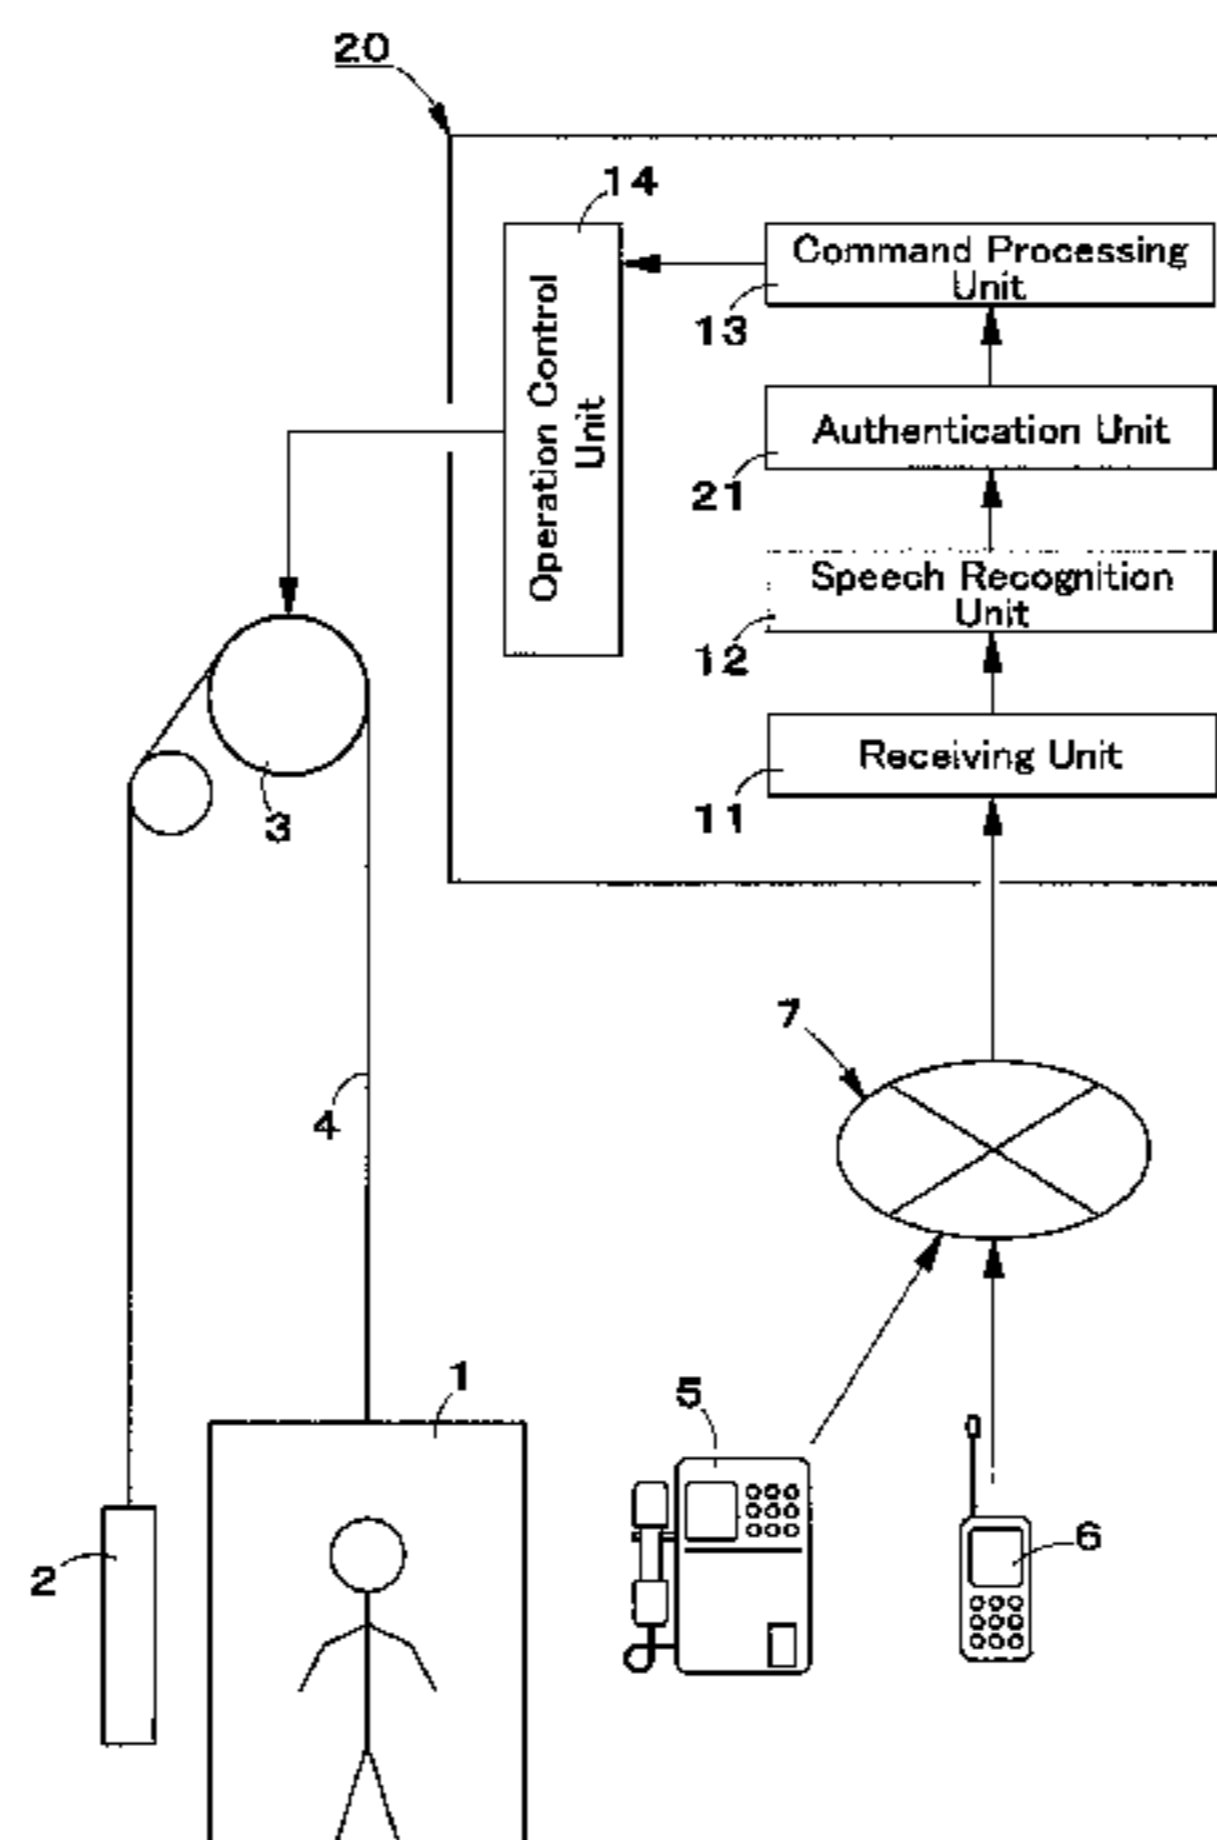 20
14
Command Processing
Unit
13
Operation Control
Unit
Authentication Unit
21
Speech Recognition
Unit
12
Receiving Unit
11
3
7
4
1
5
6
2